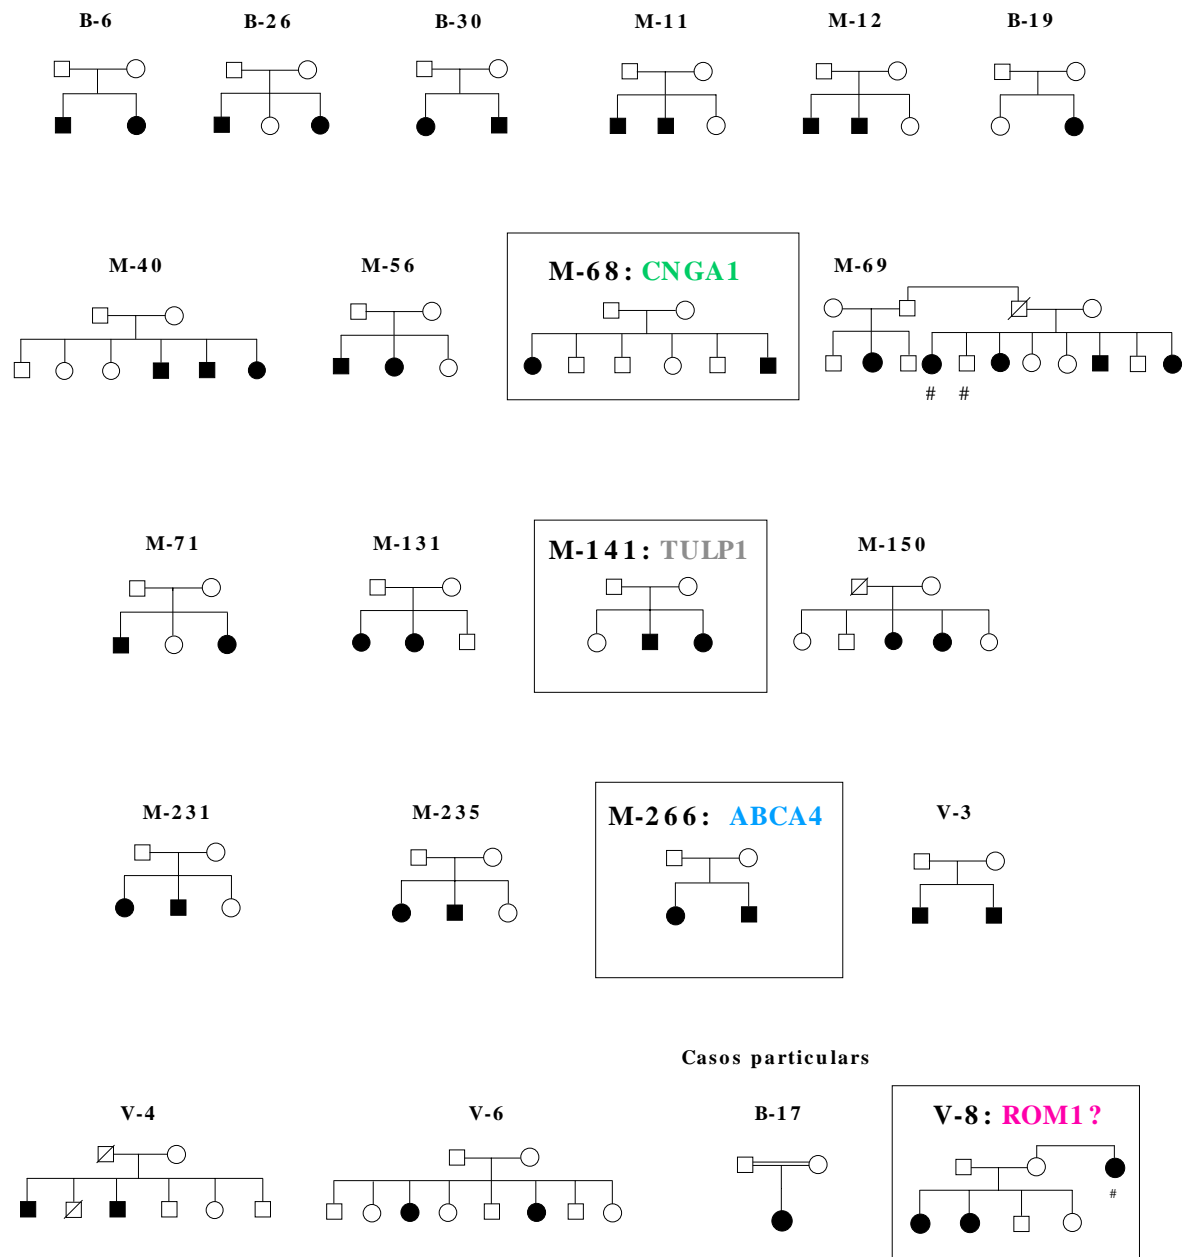 B-6 B-26 B-30 M-11 M-12 B-19
M-40 M-56 M-68: CNGA1 M-69
# #
M-71 M-131 M-141: TULP1 M-150
M-231 M-235 M-266: ABCA4 V-3
Casos particulars
V-4 V-6 B-17 V-8: ROM1?
#